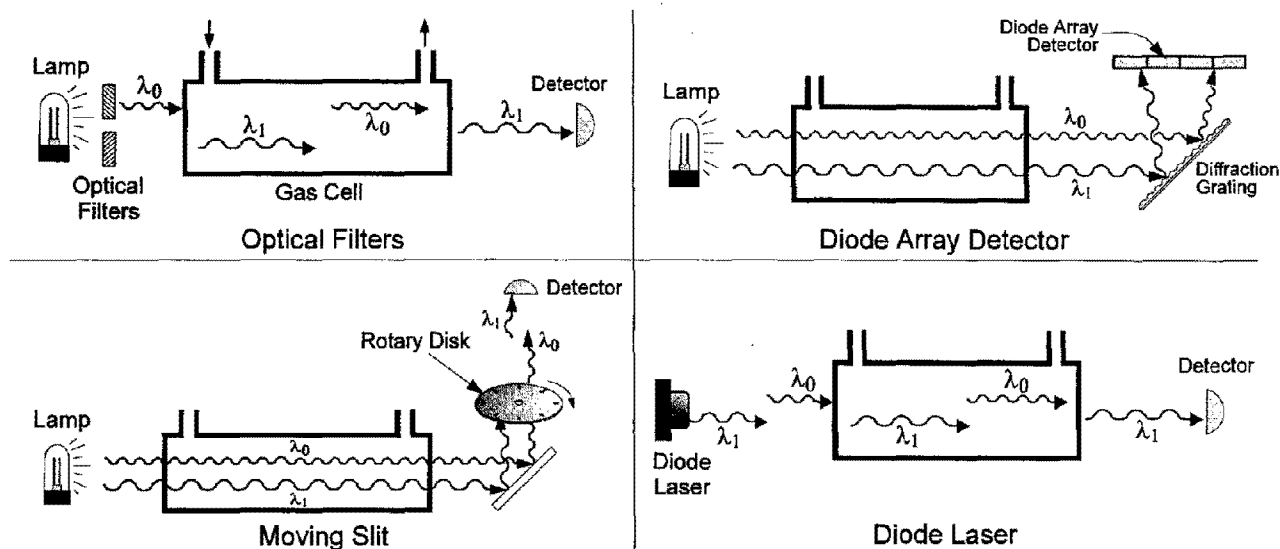 Lamp
λ0
λ1
λ0
λ1
Detector
Optical
Filters
Gas Cell
Optical Filters
Diode Array
Detector
Lamp
λ0
λ1
Diffraction
Grating
Diode Array Detector
Detector
λ1
λ0
Rotary Disk
Lamp
λ0
λ1
Moving Slit
λ0
λ1
λ0
λ1
λ1
Detector
Diode
Laser
Diode Laser